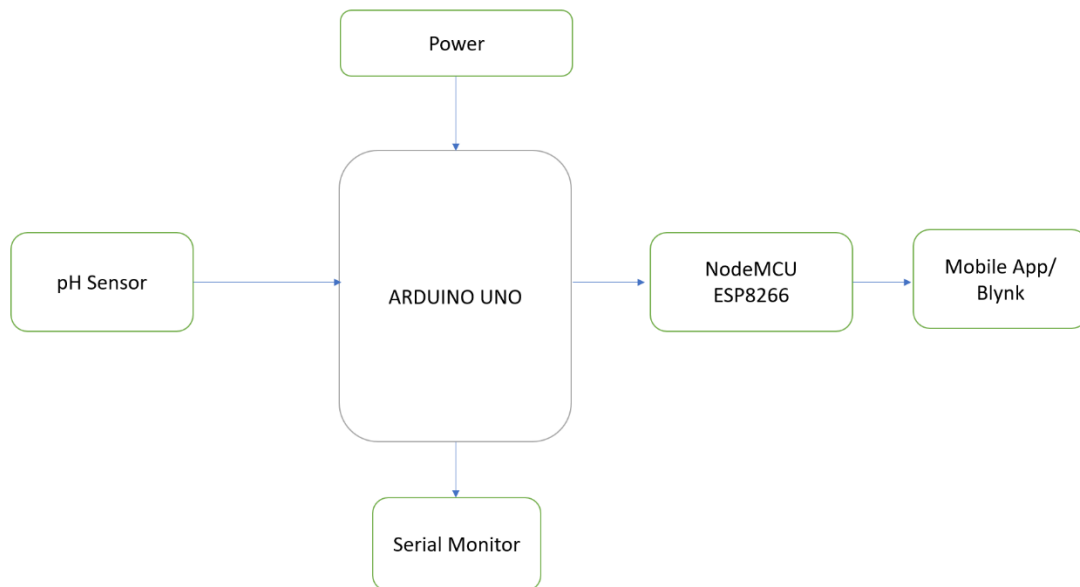 Power
pH Sensor
ARDUINO UNO
NodeMCU
ESP8266
Mobile App/
Blynk
Serial Monitor